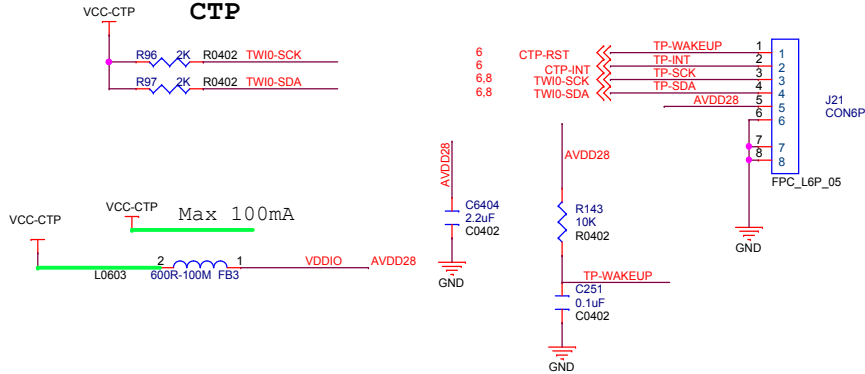 CTP
VCC-CTP
R96 2K R0402 TWI0-SCK
R97 2K R0402 TWI0-SDA
6 CTP-RST TP-WAKEUP 1 1
6 CTP-INT TP-INT 2 2
6,8 TWI0-SCK TP-SCK 3 3
6,8 TWI0-SDA TP-SDA 4 4
AVDD28 5 5
6 6
7 7
8 8
J21
CON6P
FPC_L6P_05
GND
AVDD28
C6404
2.2uF
C0402
GND
AVDD28
R143
10K
R0402
TP-WAKEUP
C251
0.1uF
C0402
GND
VCC-CTP
Max 100mA
VCC-CTP
2 1 VDDIO AVDD28
L0603 600R-100M FB3